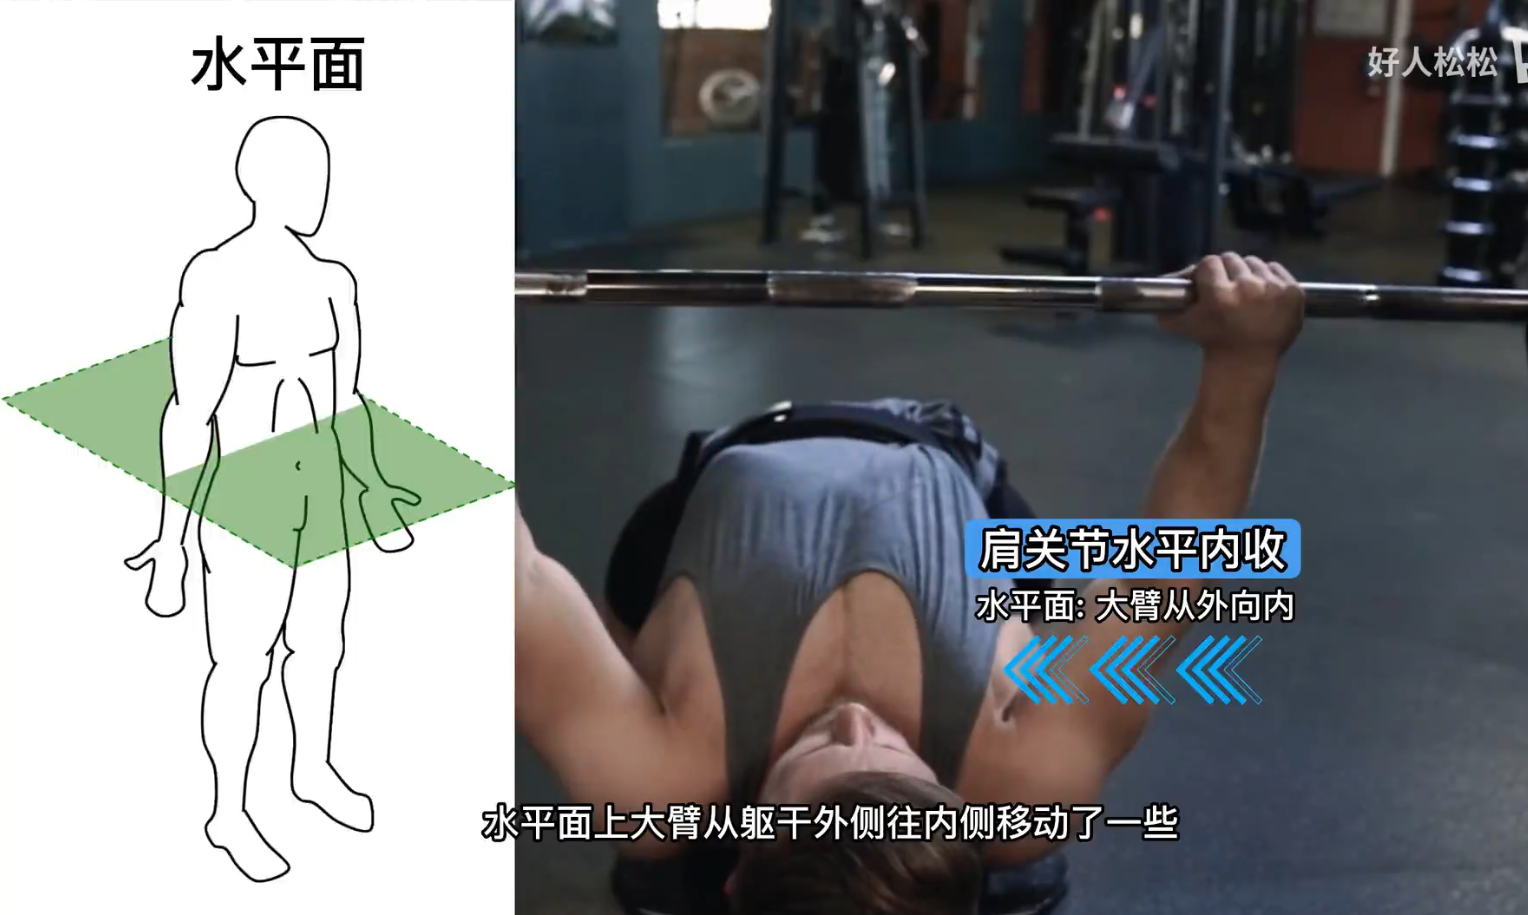 水平面
好人松松
肩关节水平内收
水平面: 大臂从外向内
水平面上大臂从躯干外侧往内侧移动了一些